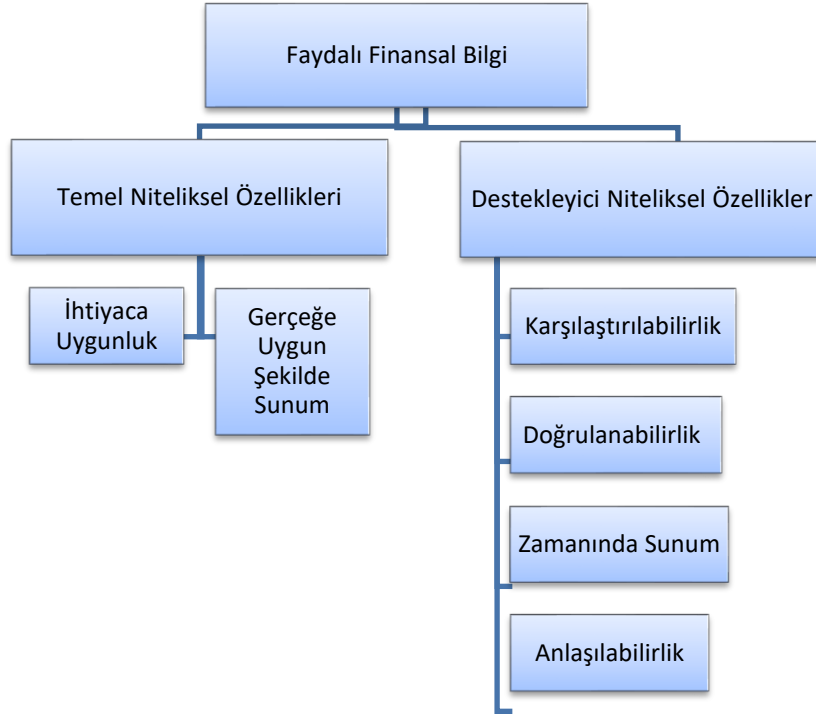 Faydalı Finansal Bilgi
Temel Niteliksel Özellikleri
İhtiyaca
Uygunluk
Gerçeğe
Uygun
Şekilde
Sunum
Destekleyici Niteliksel Özellikler
Karşılaştırılabilirlik
Doğrulanabilirlik
Zamanında Sunum
Anlaşılabilirlik